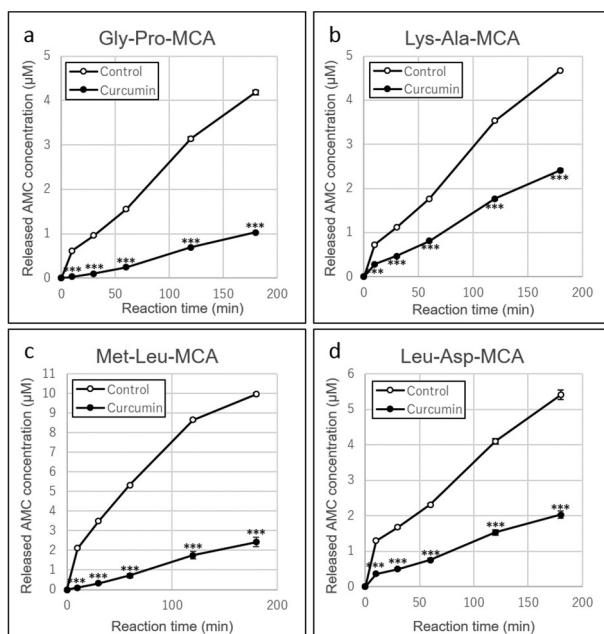 a
Gly-Pro-MCA
Released AMC concentration (µM)
5
4
3
2
1
0
Control
Curcumin
***
***
***
***
***
0
50
100
150
200
Reaction time (min)
b
Lys-Ala-MCA
Released AMC concentration (µM)
5
4
3
2
1
0
Control
Curcumin
**
***
***
***
***
0
50
100
150
200
Reaction time (min)
c
Met-Leu-MCA
Released AMC concentration (µM)
11
10
9
8
7
6
5
4
3
2
1
0
Control
Curcumin
***
***
***
***
***
0
100
200
Reaction time (min)
d
Leu-Asp-MCA
Released AMC concentration (µM)
6
5
4
3
2
1
0
Control
Curcumin
***
***
***
***
***
0
50
100
150
200
Reaction time (min)